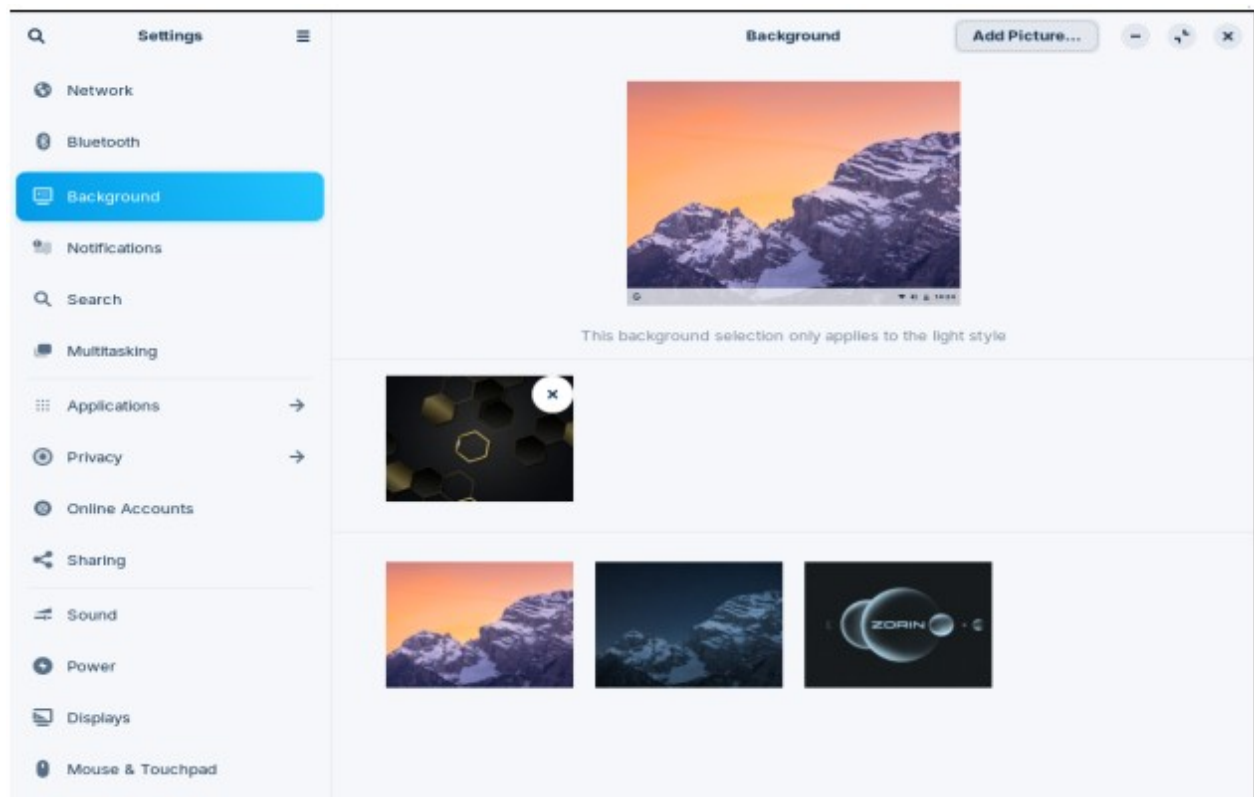 Settings
Background
Add Picture...
Network
Bluetooth
Background
Notifications
Search
Multitasking
Applications
Privacy
Online Accounts
Sharing
Sound
Power
Displays
Mouse & Touchpad
This background selection only applies to the light style
ZORIN